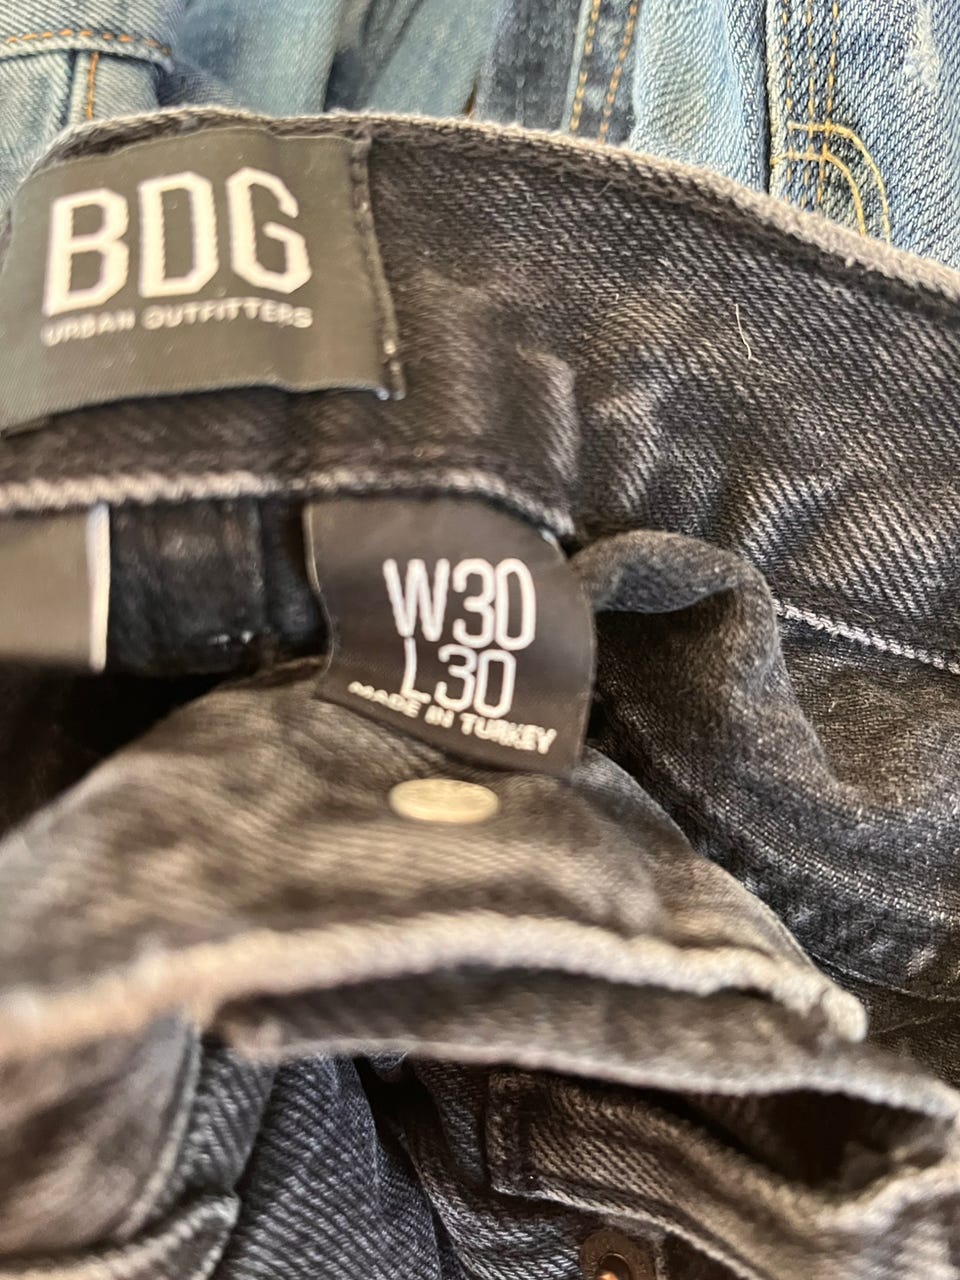 BDG
URBAN OUTFITTERS
W30
L30
MADE IN TURKEY